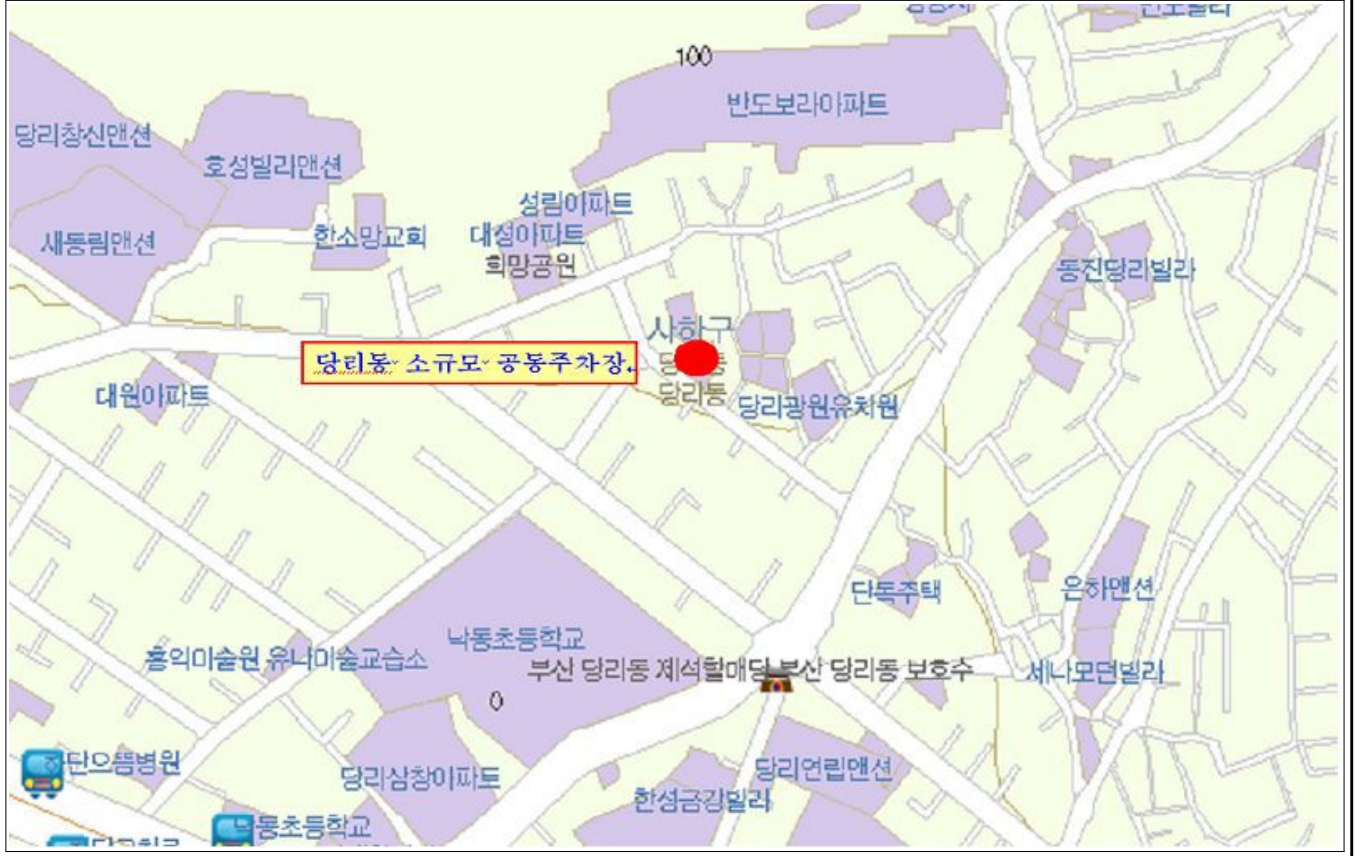 100
반도보라아파트
당리창신맨션
호성빌리맨션
성림아파트
새동림맨션
한소망교회
대성아파트
희망공원
동진당리빌라
사하구
당리동 소규모 공동주차장
대원아파트
당리동
당리광원유치원
단독주택
은하맨션
낙동초등학교
홍익미술원 유니미술교습소
부산 당리동 제석할매당 부산 당리동 보호수
세나모던빌라
0
단으뜸병원
당리삼창아파트
당리연립맨션
한성금강빌라
동초등학교